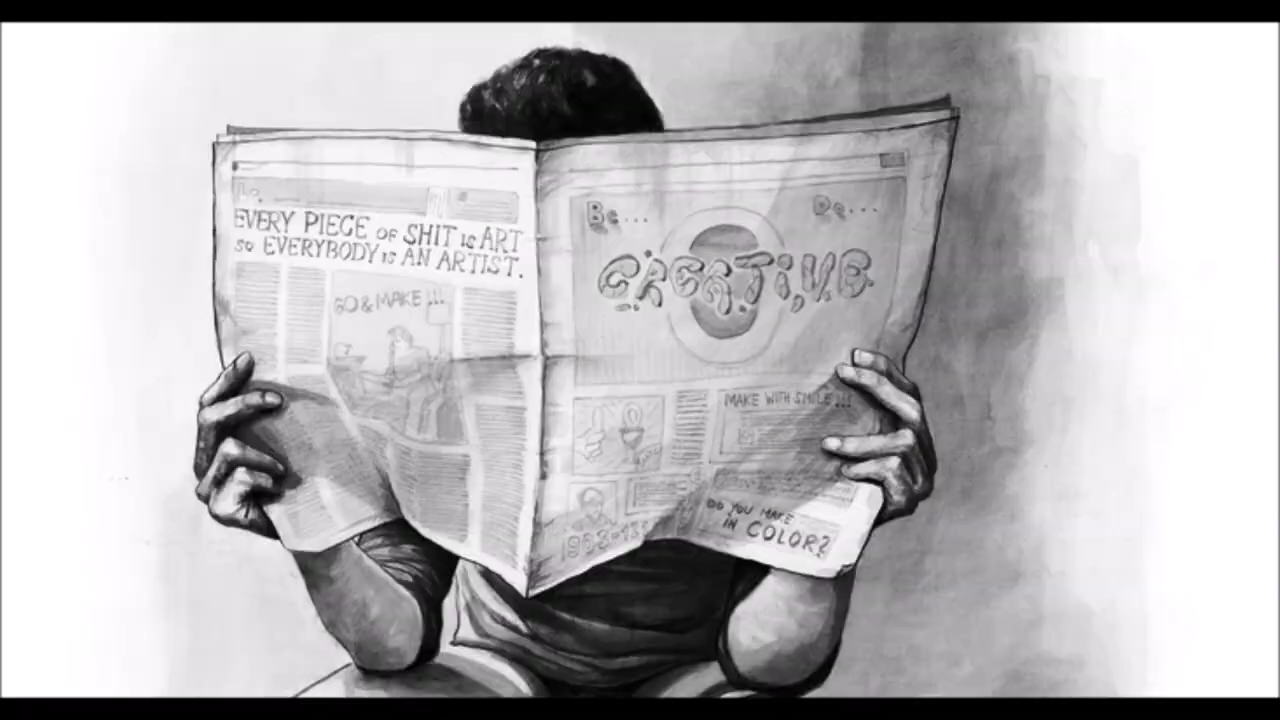 EVERY PIECE OF SHIT IS ART
SO EVERYBODY IS AN ARTIST.
GO & MAKE !!!
Be...
De...
CREATIVE
MAKE WITH SMILE !!!
DO YOU MAKE
IN COLOR?